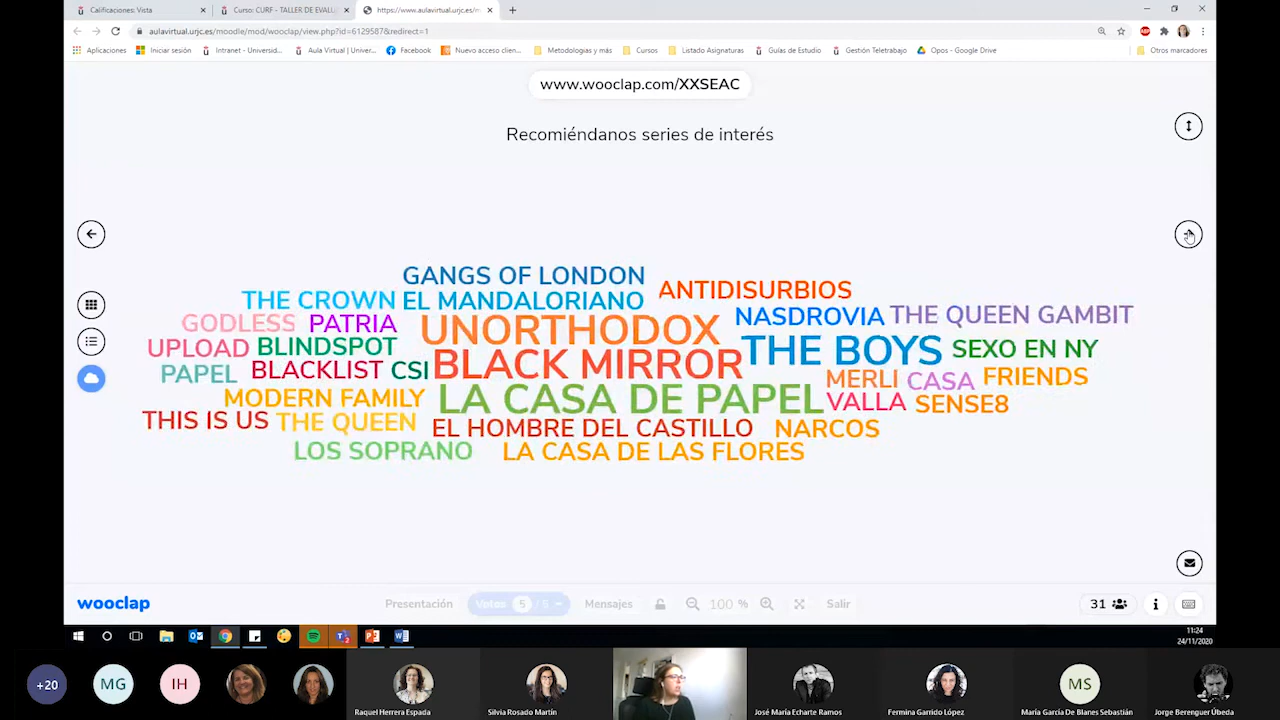 Calificaciones: Vista
Curso: CURF - TALLER DE EVALU
https://www.aulavirtual.urjc.es/m
aulavirtual.urjc.es/moodle/mod/wooclap/view.php?id=6129587&redirect=1
Aplicaciones
Iniciar sesión
Intranet - Universid...
Aula Virtual | Univer...
Facebook
Nuevo acceso clien...
Metodologías y más
Cursos
Listado Asignaturas
Guías de Estudio
Gestión Teletrabajo
Opos - Google Drive
Otros marcadores
www.wooclap.com/XXSEAC
Recomiéndanos series de interés
GANGS OF LONDON
ANTIDISURBIOS
THE CROWN
EL MANDALORIANO
GODLESS
PATRIA
UNORTHODOX
NASDROVIA
THE QUEEN GAMBIT
UPLOAD
BLINDSPOT
BLACK MIRROR
THE BOYS
SEXO EN NY
PAPEL
BLACKLIST
CSI
MERLI
CASA
FRIENDS
MODERN FAMILY
LA CASA DE PAPEL
VALLA
SENSE8
THIS IS US
THE QUEEN
EL HOMBRE DEL CASTILLO
NARCOS
LOS SOPRANO
LA CASA DE LAS FLORES
wooclap
Presentación
Votos 5 / 5
Mensajes
100 %
Salir
31
11:24
24/11/2020
+20
MG
IH
MS
Raquel Herrera Espada
Silvia Rosado Martín
José María Echarte Ramos
Fermina Garrido López
María García De Blanes Sebastián
Jorge Berenguer Úbeda